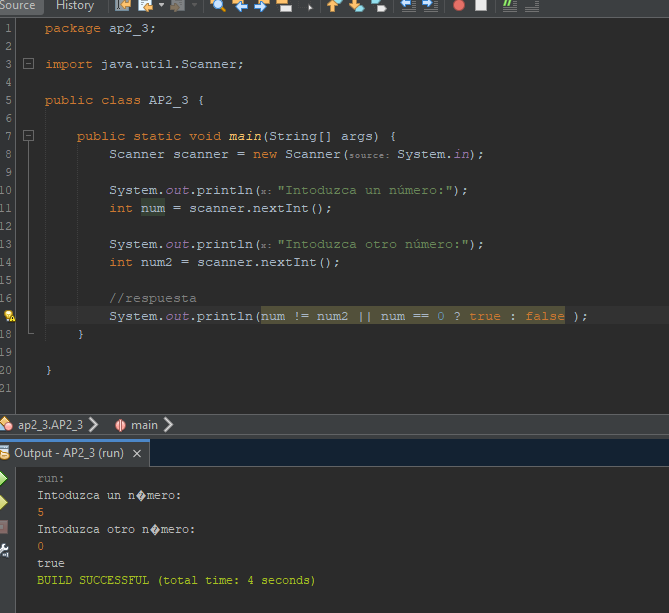 Source History
1 package ap2_3;
2
3 import java.util.Scanner;
4
5 public class AP2_3 {
6
7 public static void main(String[] args) {
8 Scanner scanner = new Scanner(source: System.in);
9
10 System.out.println(x: "Intoduzca un número:");
11 int num = scanner.nextInt();
12
13 System.out.println(x: "Intoduzca otro número:");
14 int num2 = scanner.nextInt();
15
16 //respuesta
System.out.println(num != num2 || num == 0 ? true : false );
18 }
19
20 }
21
ap2_3.AP2_3 main
Output - AP2_3 (run) ×
run:
Intoduzca un n�mero:
5
Intoduzca otro n�mero:
0
true
BUILD SUCCESSFUL (total time: 4 seconds)